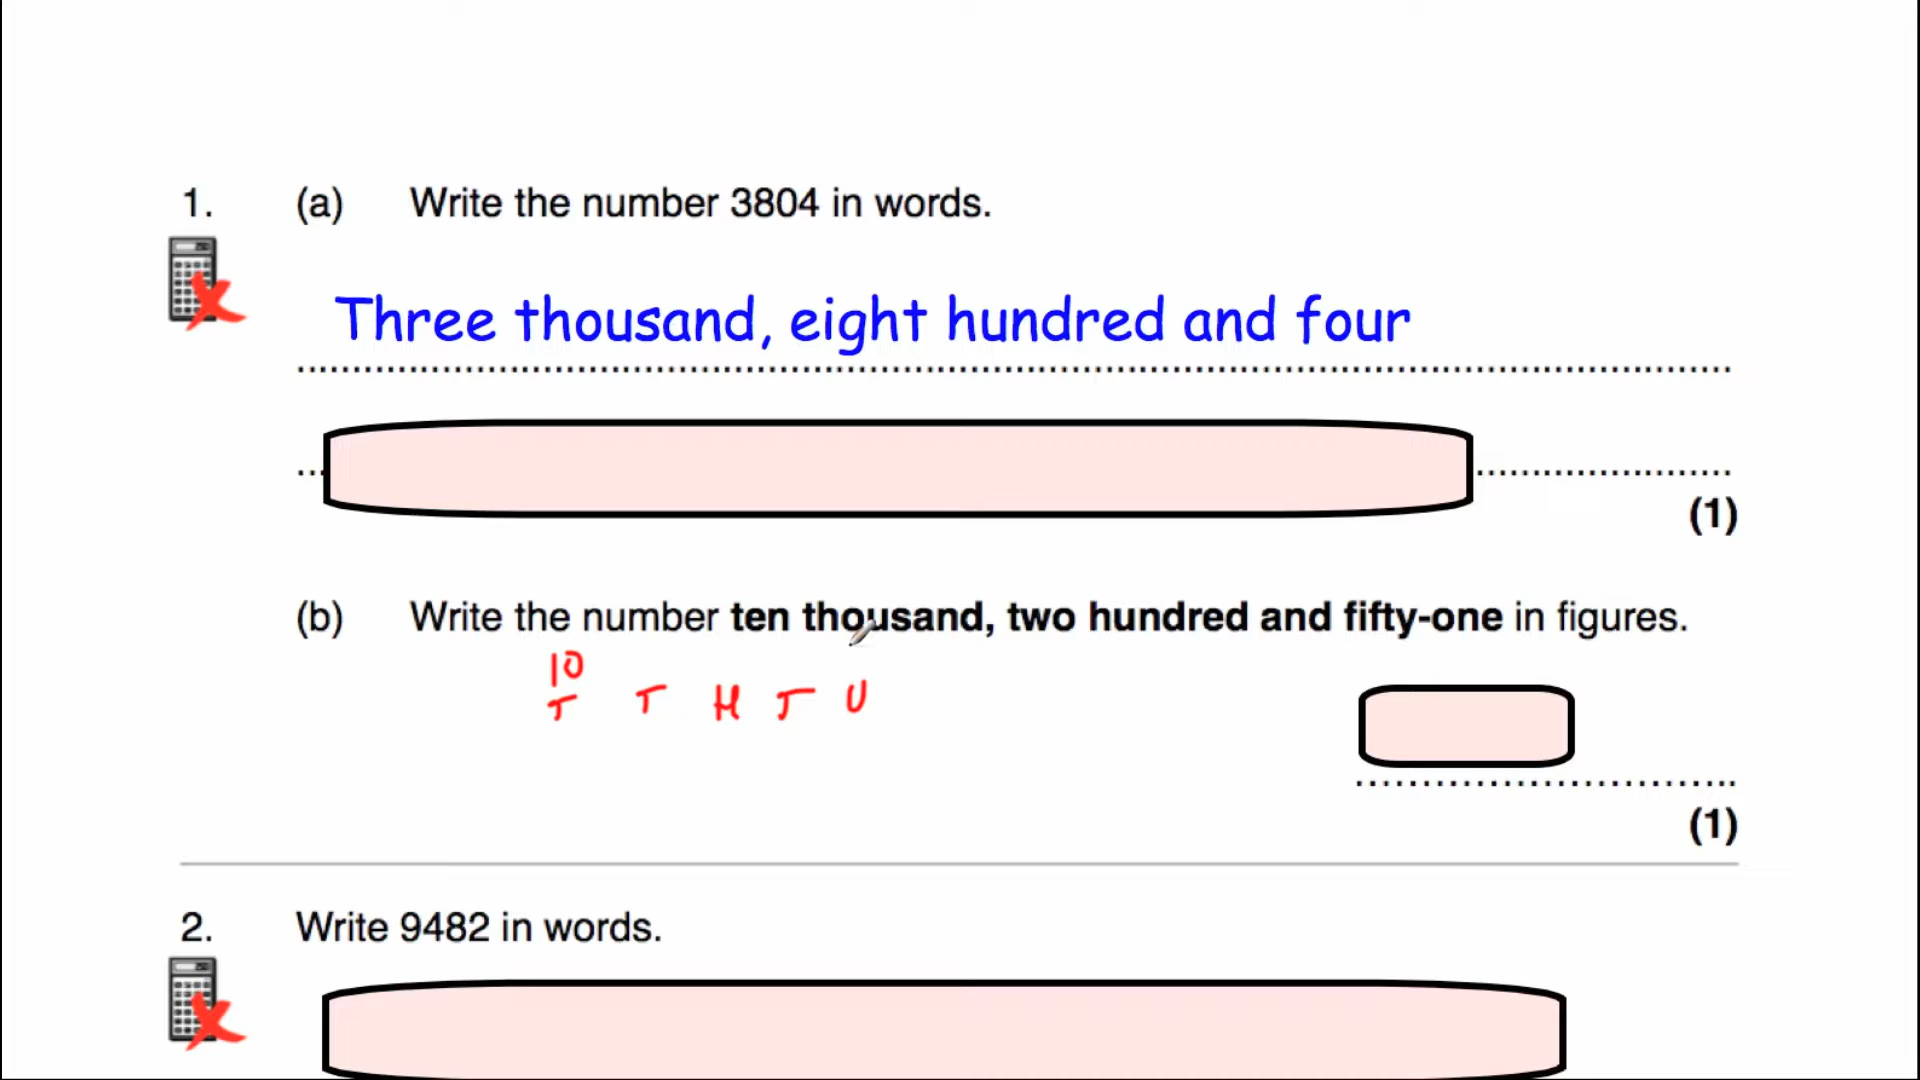 1. (a) Write the number 3804 in words.
Three thousand, eight hundred and four
(1)
(b) Write the number ten thousand, two hundred and fifty-one in figures.
10
T T H T U
(1)
2. Write 9482 in words.